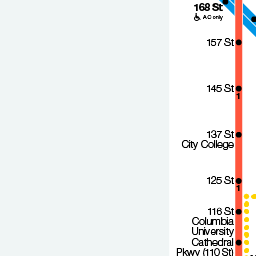 168 St
AC only
157 St
145 St
1
137 St
City College
125 St
1
116 St
Columbia
University
Cathedral
Pkwy (110 St)